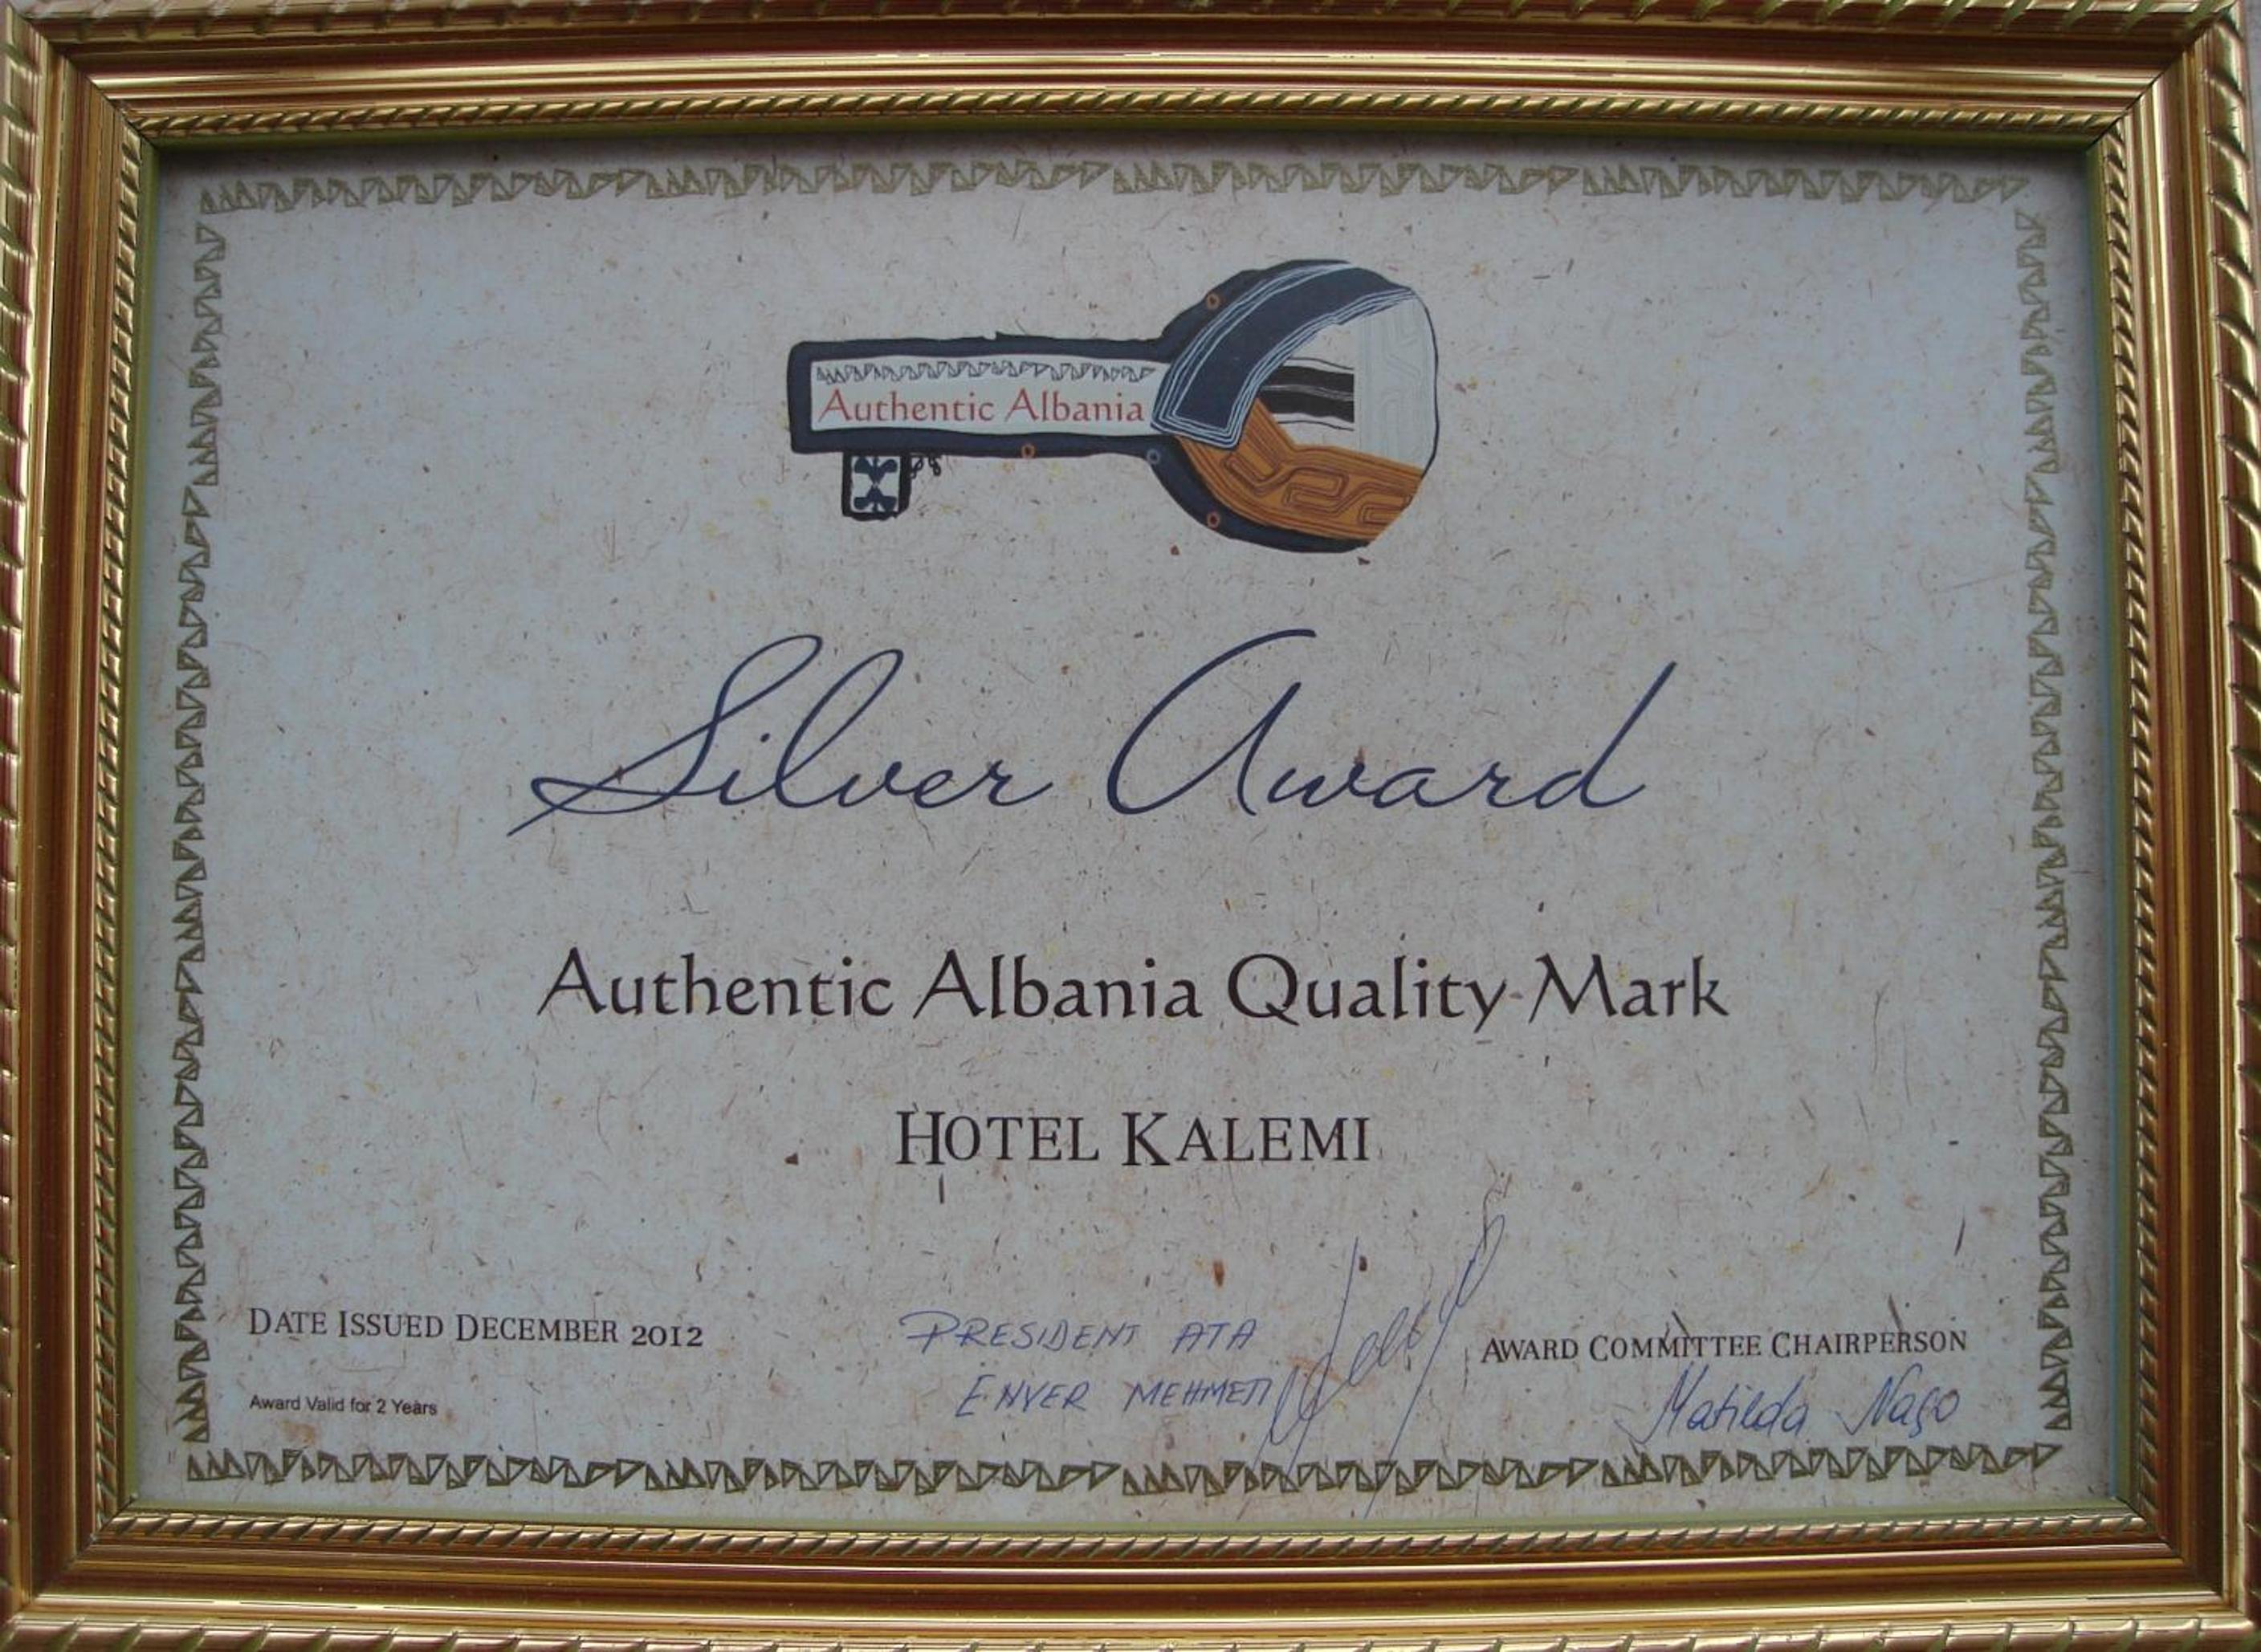 Authentic Albania
Silver Award
Authentic Albania Quality Mark
HOTEL KALEMI
DATE ISSUED DECEMBER 2012
Award Valid for 2 Years
PRESIDENT ATA
ENVER MEHMETI
AWARD COMMITTEE CHAIRPERSON
Matilda Naço